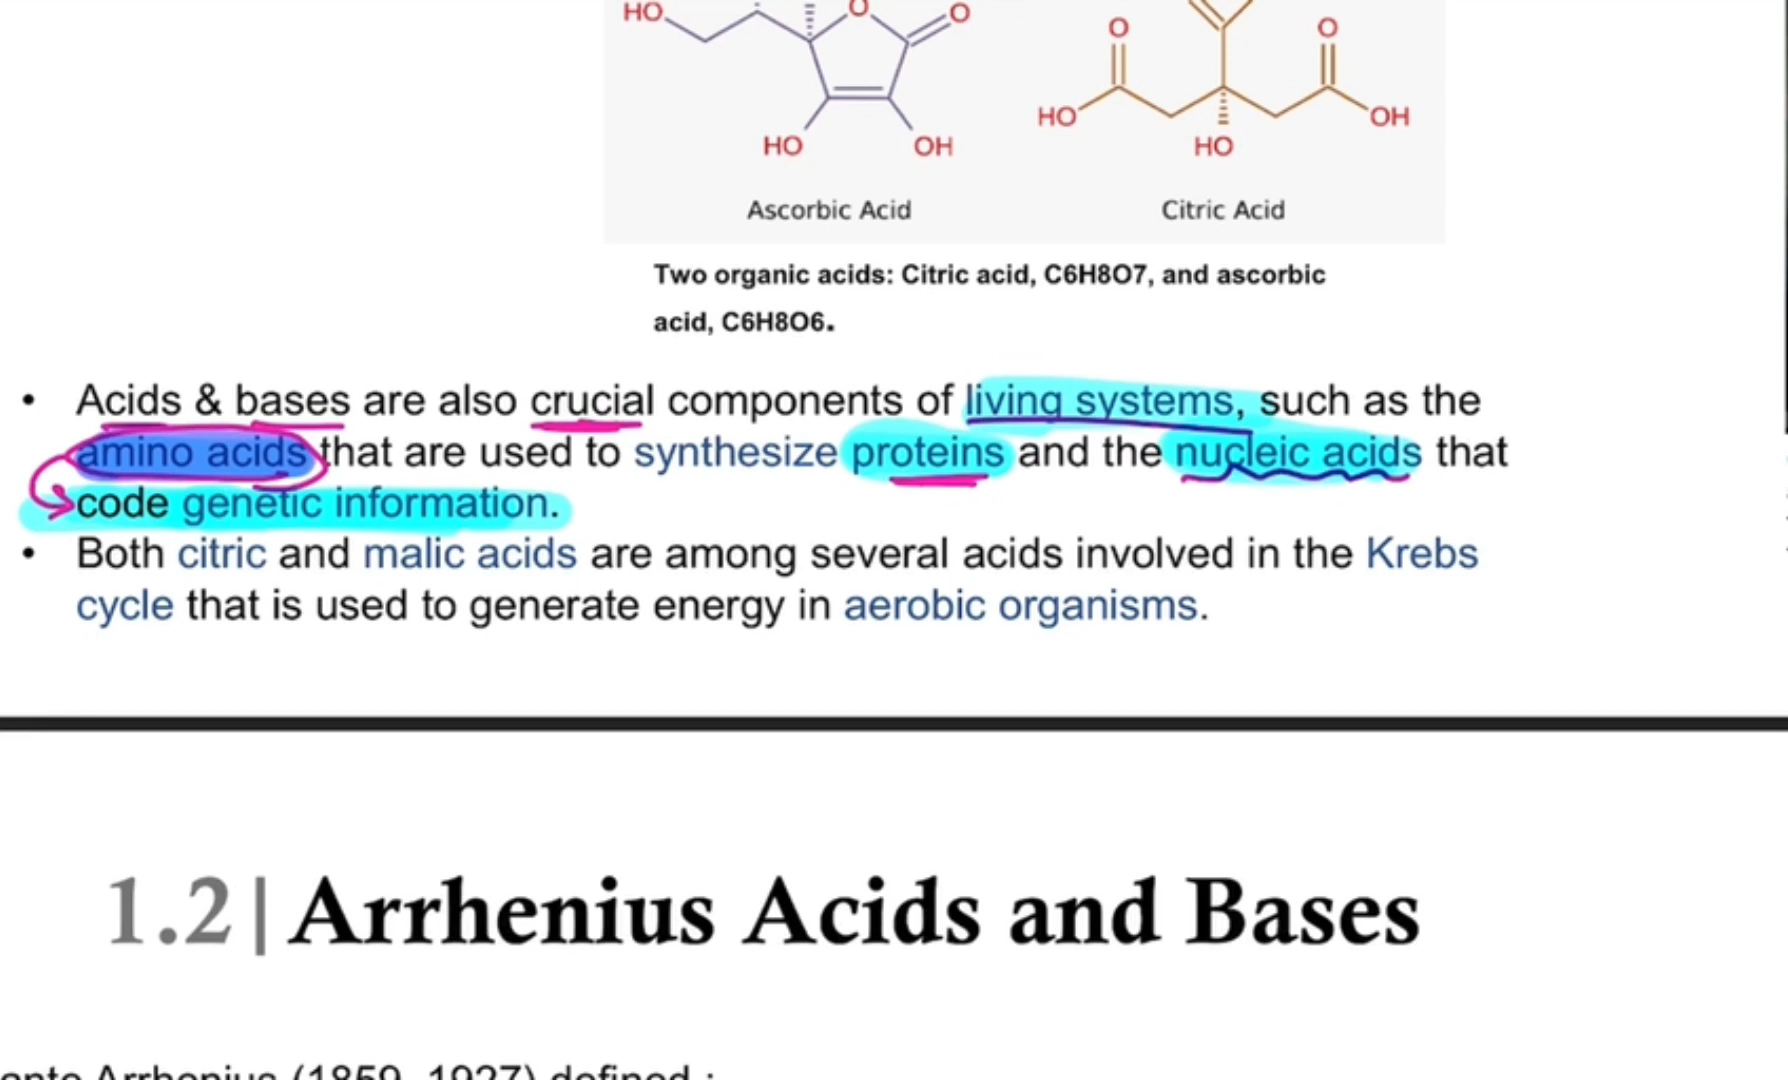 HO O O O O
HO OH
HO OH HO
Ascorbic Acid Citric Acid
Two organic acids: Citric acid, C6H8O7, and ascorbic
acid, C6H8O6.
• Acids & bases are also crucial components of living systems, such as the
amino acids that are used to synthesize proteins and the nucleic acids that
code genetic information.
• Both citric and malic acids are among several acids involved in the Krebs
cycle that is used to generate energy in aerobic organisms.
1.2| Arrhenius Acids and Bases
Arrhenius (1859–1927) defined :